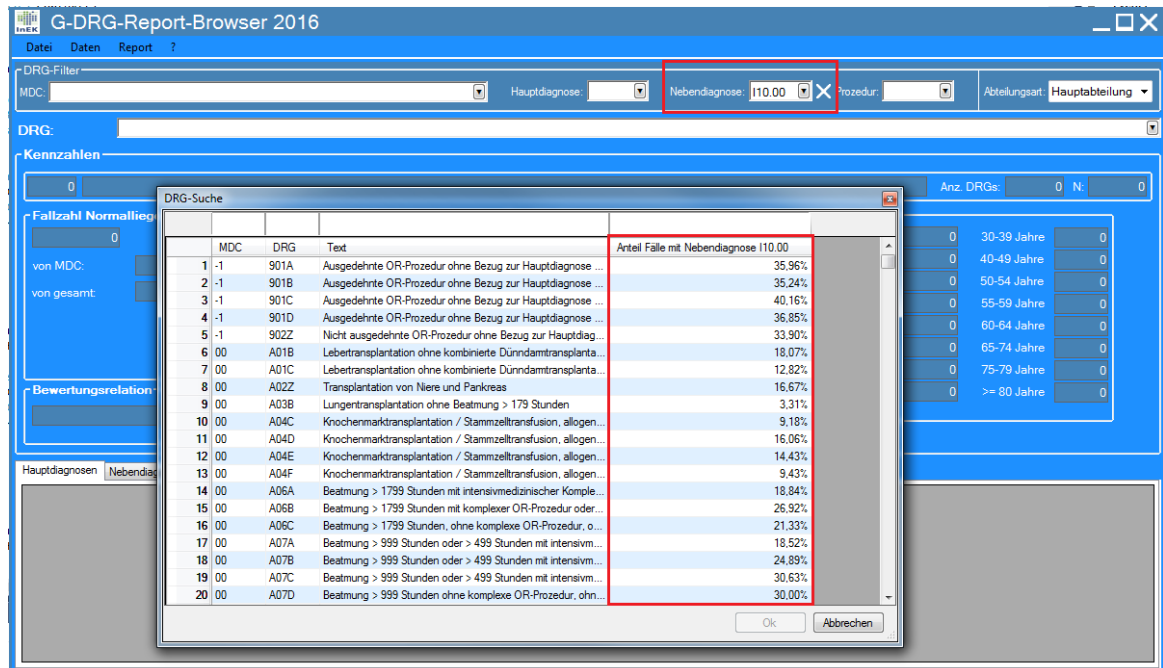 InEK G-DRG-Report-Browser 2016
Datei Daten Report ?
DRG-Filter
MDC: Hauptdiagnose: Nebendiagnose: I10.00 Prozedur: Abteilungsart: Hauptabteilung
DRG:
Kennzahlen
0 Anz. DRGs: 0 N: 0
DRG-Suche
Fallzahl Normallieg
0 0 30-39 Jahre 0
MDC DRG Text Anteil Fälle mit Nebendiagnose I10.00
von MDC: 0 40-49 Jahre 0
1 -1 901A Ausgedehnte OR-Prozedur ohne Bezug zur Hauptdiagnose ... 35,96%
2 -1 901B Ausgedehnte OR-Prozedur ohne Bezug zur Hauptdiagnose ... 35,24%
0 50-54 Jahre 0
von gesamt: 3 -1 901C Ausgedehnte OR-Prozedur ohne Bezug zur Hauptdiagnose ... 40,16%
0 55-59 Jahre 0
4 -1 901D Ausgedehnte OR-Prozedur ohne Bezug zur Hauptdiagnose ... 36,85%
0 60-64 Jahre 0
5 -1 902Z Nicht ausgedehnte OR-Prozedur ohne Bezug zur Hauptdiag... 33,90%
0 65-74 Jahre 0
6 00 A01B Lebertransplantation ohne kombinierte Dünndarmtransplanta... 18,07%
7 00 A01C Lebertransplantation ohne kombinierte Dünndarmtransplanta... 12,82%
0 75-79 Jahre 0
8 00 A02Z Transplantation von Niere und Pankreas 16,67%
Bewertungsrelation 0 >= 80 Jahre 0
9 00 A03B Lungentransplantation ohne Beatmung > 179 Stunden 3,31%
10 00 A04C Knochenmarktransplantation / Stammzelltransfusion, allogen... 9,18%
11 00 A04D Knochenmarktransplantation / Stammzelltransfusion, allogen... 16,06%
12 00 A04E Knochenmarktransplantation / Stammzelltransfusion, allogen... 14,43%
13 00 A04F Knochenmarktransplantation / Stammzelltransfusion, allogen... 9,43%
Hauptdiagnosen Nebendiag
14 00 A06A Beatmung > 1799 Stunden mit intensivmedizinischer Komple... 18,84%
15 00 A06B Beatmung > 1799 Stunden mit komplexer OR-Prozedur oder... 26,92%
16 00 A06C Beatmung > 1799 Stunden, ohne komplexe OR-Prozedur, o... 21,33%
17 00 A07A Beatmung > 999 Stunden oder > 499 Stunden mit intensivm... 18,52%
18 00 A07B Beatmung > 999 Stunden oder > 499 Stunden mit intensivm... 24,89%
19 00 A07C Beatmung > 999 Stunden oder > 499 Stunden mit intensivm... 30,63%
20 00 A07D Beatmung > 999 Stunden ohne komplexe OR-Prozedur, ohn... 30,00%
Ok Abbrechen